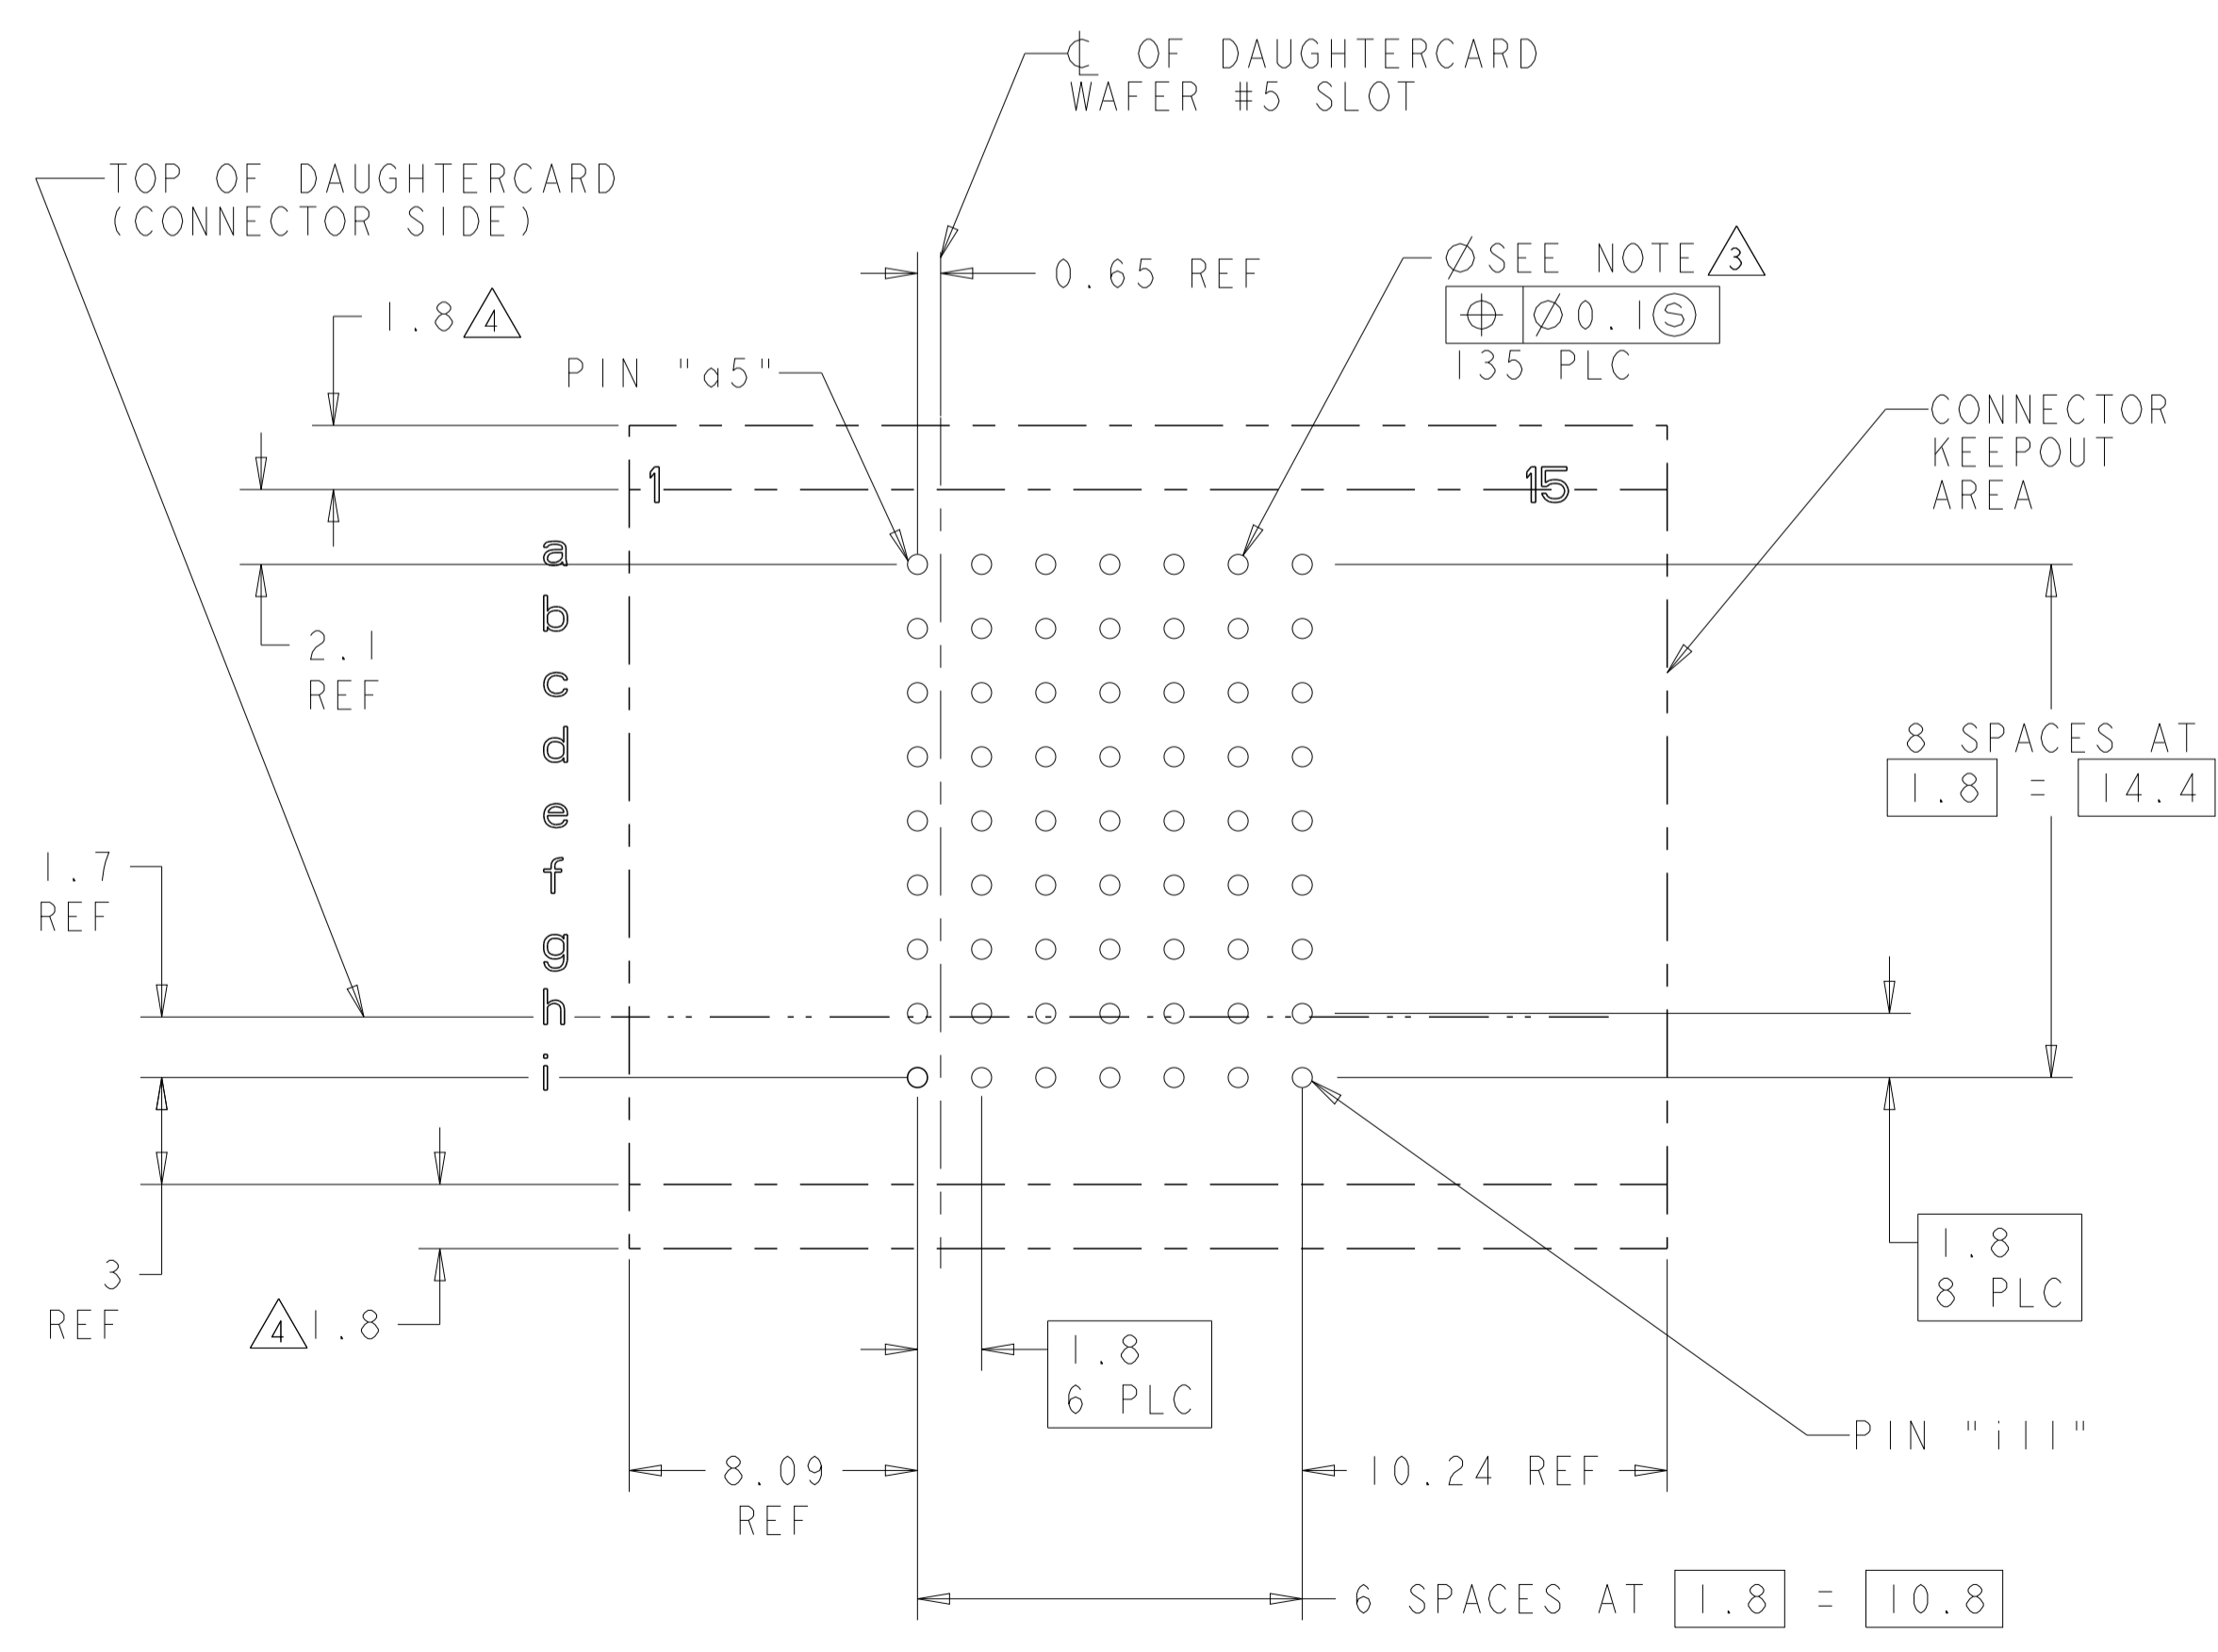 ℄ OF DAUGHTERCARD
WAFER #5 SLOT
TOP OF DAUGHTERCARD
(CONNECTOR SIDE)
0.65 REF
⌀SEE NOTE 3
⌖ ⌀0.1Ⓢ
135 PLC
1.8 4
PIN "a5"
CONNECTOR
KEEPOUT
AREA
1
15
a
b
c
d
e
f
g
h
i
2.1
REF
8 SPACES AT
1.8 = 14.4
1.7
REF
3
REF
4 1.8
1.8
8 PLC
1.8
6 PLC
PIN "i11"
8.09
REF
10.24 REF
6 SPACES AT 1.8 = 10.8